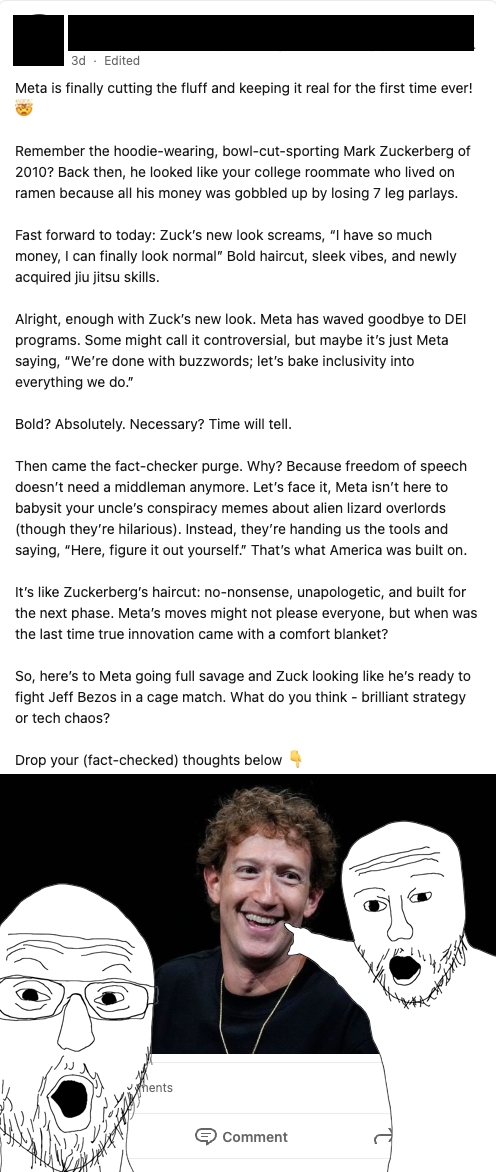 3d · Edited
Meta is finally cutting the fluff and keeping it real for the first time ever!
🤯
Remember the hoodie-wearing, bowl-cut-sporting Mark Zuckerberg of
2010? Back then, he looked like your college roommate who lived on
ramen because all his money was gobbled up by losing 7 leg parlays.
Fast forward to today: Zuck’s new look screams, “I have so much
money, I can finally look normal” Bold haircut, sleek vibes, and newly
acquired jiu jitsu skills.
Alright, enough with Zuck’s new look. Meta has waved goodbye to DEI
programs. Some might call it controversial, but maybe it’s just Meta
saying, “We’re done with buzzwords; let’s bake inclusivity into
everything we do.”
Bold? Absolutely. Necessary? Time will tell.
Then came the fact-checker purge. Why? Because freedom of speech
doesn’t need a middleman anymore. Let’s face it, Meta isn’t here to
babysit your uncle’s conspiracy memes about alien lizard overlords
(though they’re hilarious). Instead, they’re handing us the tools and
saying, “Here, figure it out yourself.” That’s what America was built on.
It’s like Zuckerberg’s haircut: no-nonsense, unapologetic, and built for
the next phase. Meta’s moves might not please everyone, but when was
the last time true innovation came with a comfort blanket?
So, here’s to Meta going full savage and Zuck looking like he’s ready to
fight Jeff Bezos in a cage match. What do you think - brilliant strategy
or tech chaos?
Drop your (fact-checked) thoughts below 👇
Comment